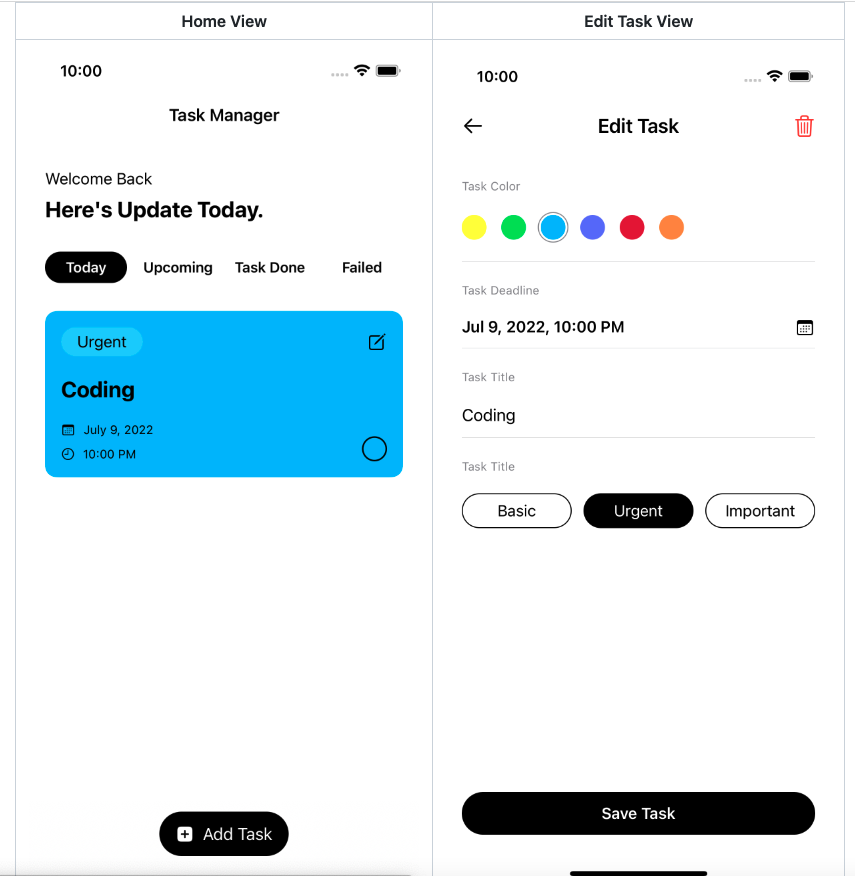 Home View
10:00
Task Manager
Welcome Back
Here's Update Today.
Today Upcoming Task Done Failed
Urgent
Coding
July 9, 2022
10:00 PM
Add Task
Edit Task View
10:00
Edit Task
Task Color
Task Deadline
Jul 9, 2022, 10:00 PM
Task Title
Coding
Task Title
Basic Urgent Important
Save Task